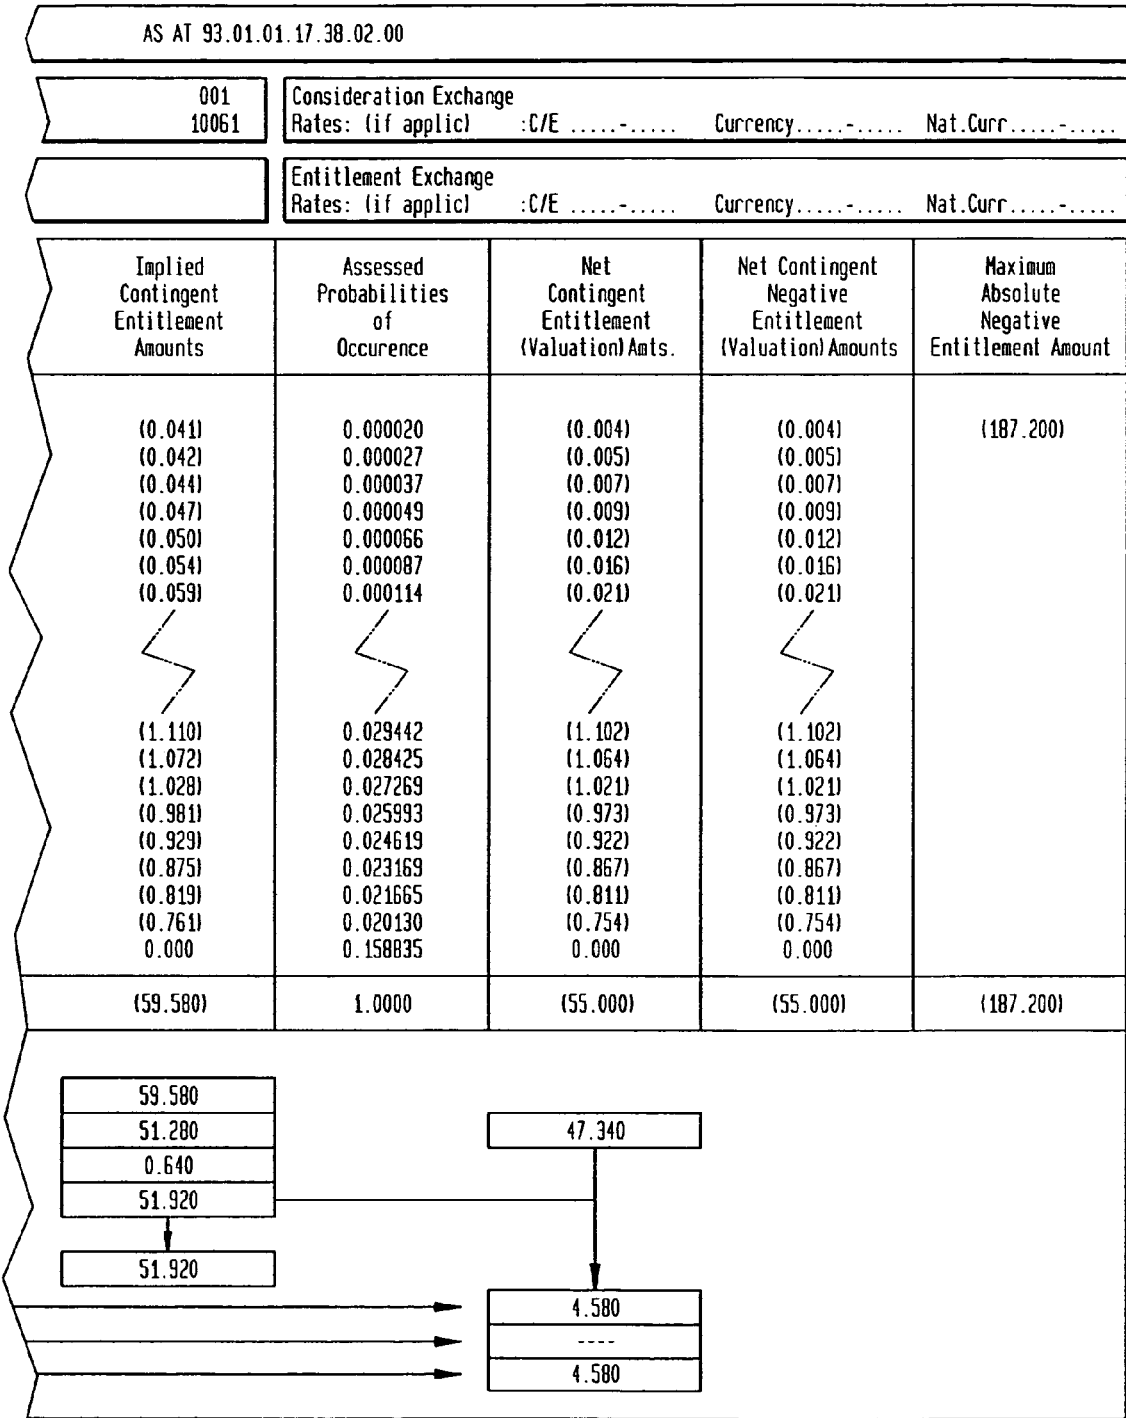 AS AT 93.01.01.17.38.02.00
001
10061
Consideration Exchange
Rates: (if applic) :C/E .....-..... Currency.....-..... Nat.Curr.....-.....
Entitlement Exchange
Rates: (if applic) :C/E .....-..... Currency.....-..... Nat.Curr.....-.....
Implied Contingent Entitlement Amounts
Assessed Probabilities of Occurence
Net Contingent Entitlement (Valuation)Amts.
Net Contingent Negative Entitlement (Valuation)Amounts
Maximum Absolute Negative Entitlement Amount
(0.041) 0.000020 (0.004) (0.004) (187.200)
(0.042) 0.000027 (0.005) (0.005)
(0.044) 0.000037 (0.007) (0.007)
(0.047) 0.000049 (0.009) (0.009)
(0.050) 0.000066 (0.012) (0.012)
(0.054) 0.000087 (0.016) (0.016)
(0.059) 0.000114 (0.021) (0.021)
(1.110) 0.029442 (1.102) (1.102)
(1.072) 0.028425 (1.064) (1.064)
(1.028) 0.027269 (1.021) (1.021)
(0.981) 0.025993 (0.973) (0.973)
(0.929) 0.024619 (0.922) (0.922)
(0.875) 0.023169 (0.867) (0.867)
(0.819) 0.021665 (0.811) (0.811)
(0.761) 0.020130 (0.754) (0.754)
0.000 0.158835 0.000 0.000
(59.580) 1.0000 (55.000) (55.000) (187.200)
59.580
51.280 47.340
0.640
51.920
51.920
4.580
----
4.580